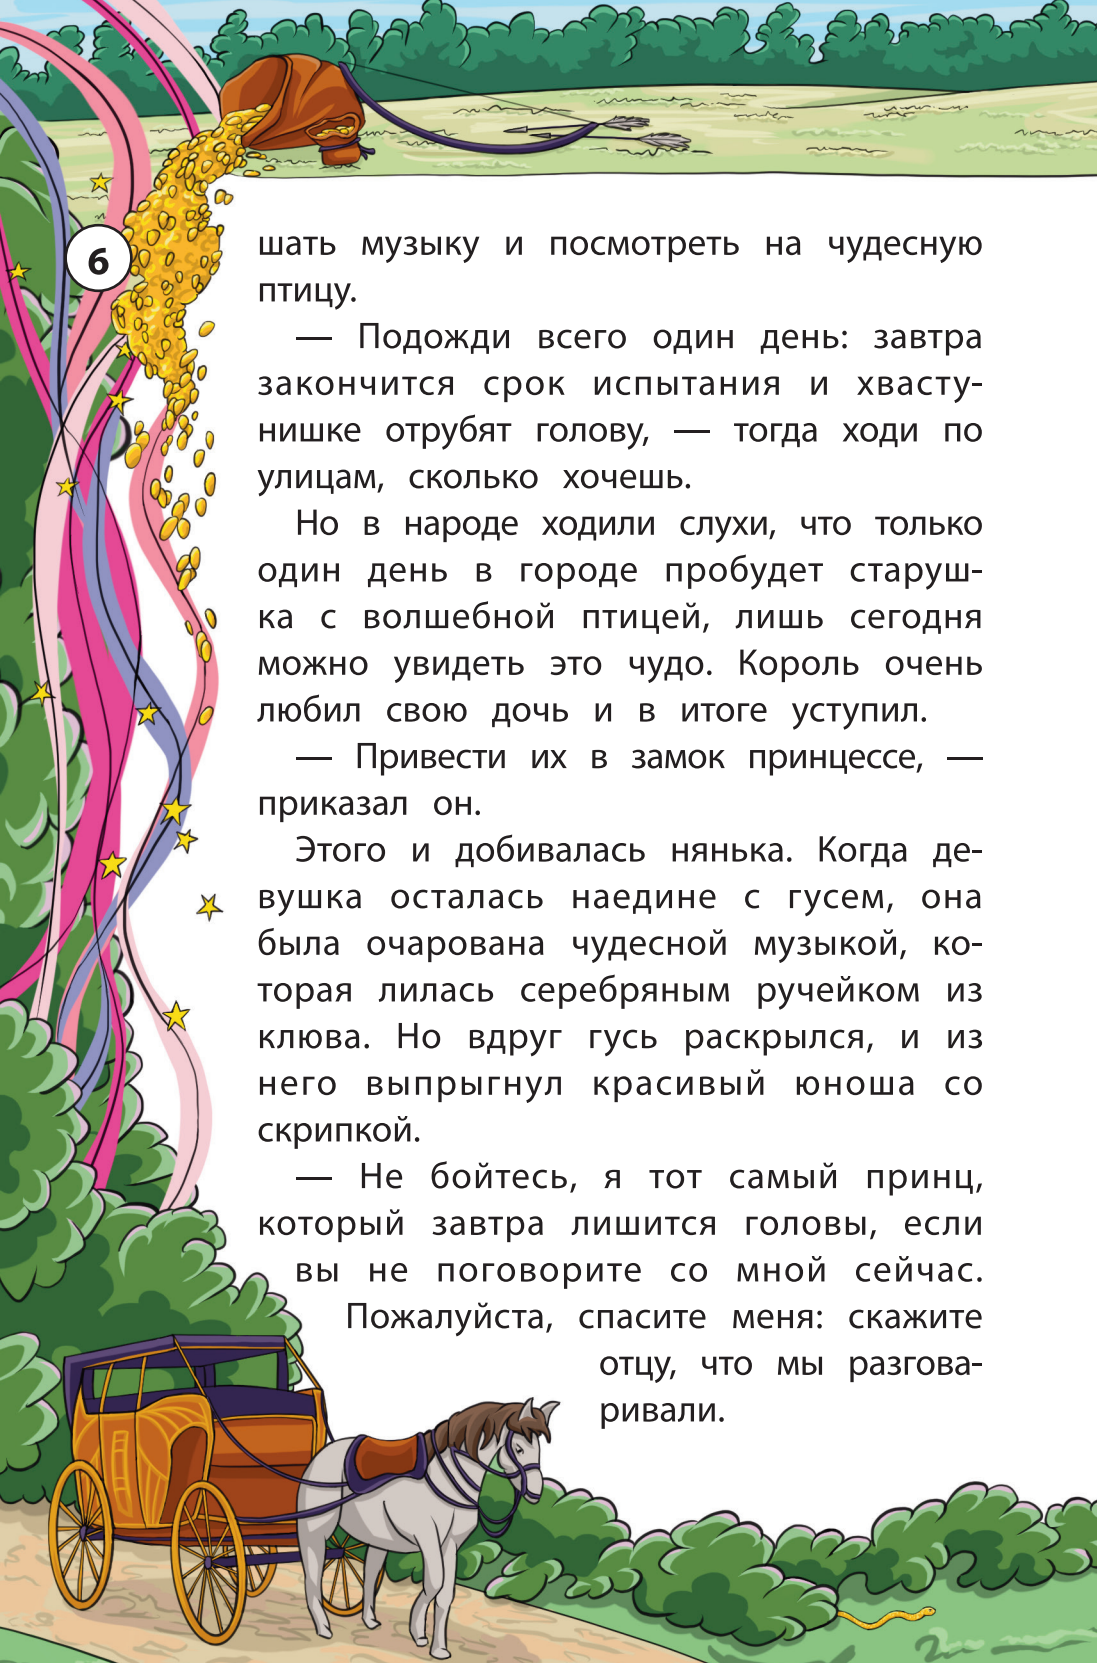 6
шать музыку и посмотреть на чудесную
птицу.
— Подожди всего один день: завтра
закончится срок испытания и хвасту-
нишке отрубят голову, — тогда ходи по
улицам, сколько хочешь.
Но в народе ходили слухи, что только
один день в городе пробудет старуш-
ка с волшебной птицей, лишь сегодня
можно увидеть это чудо. Король очень
любил свою дочь и в итоге уступил.
— Привести их в замок принцессе, —
приказал он.
Этого и добивалась нянька. Когда де-
вушка осталась наедине с гусем, она
была очарована чудесной музыкой, ко-
торая лилась серебряным ручейком из
клюва. Но вдруг гусь раскрылся, и из
него выпрыгнул красивый юноша со
скрипкой.
— Не бойтесь, я тот самый принц,
который завтра лишится головы, если
вы не поговорите со мной сейчас.
Пожалуйста, спасите меня: скажите
отцу, что мы разгова-
ривали.